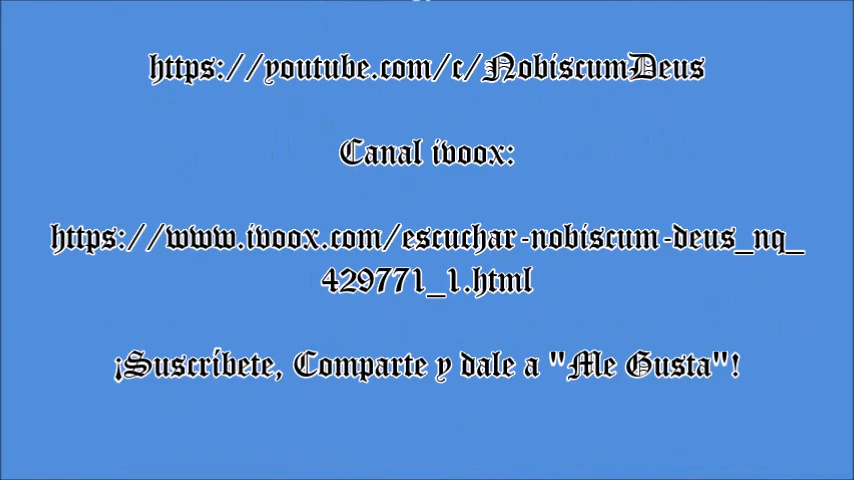 https://youtube.com/c/NobiscumDeus
Canal ivoox:
https://www.ivoox.com/escuchar-nobiscum-deus_nq_
429771_1.html
¡Suscríbete, Comparte y dale a "Me Gusta"!